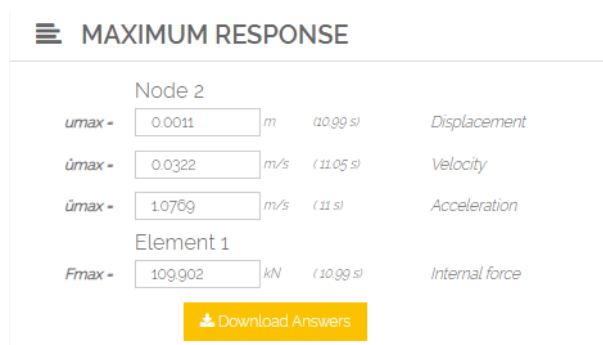 MAXIMUM RESPONSE
Node 2
umax = 0.0011 m (10.99 s) Displacement
u̇max = 0.0322 m/s (11.05 s) Velocity
ümax = 1.0769 m/s (11 s) Acceleration
Element 1
Fmax = 109.902 kN (10.99 s) Internal force
Download Answers